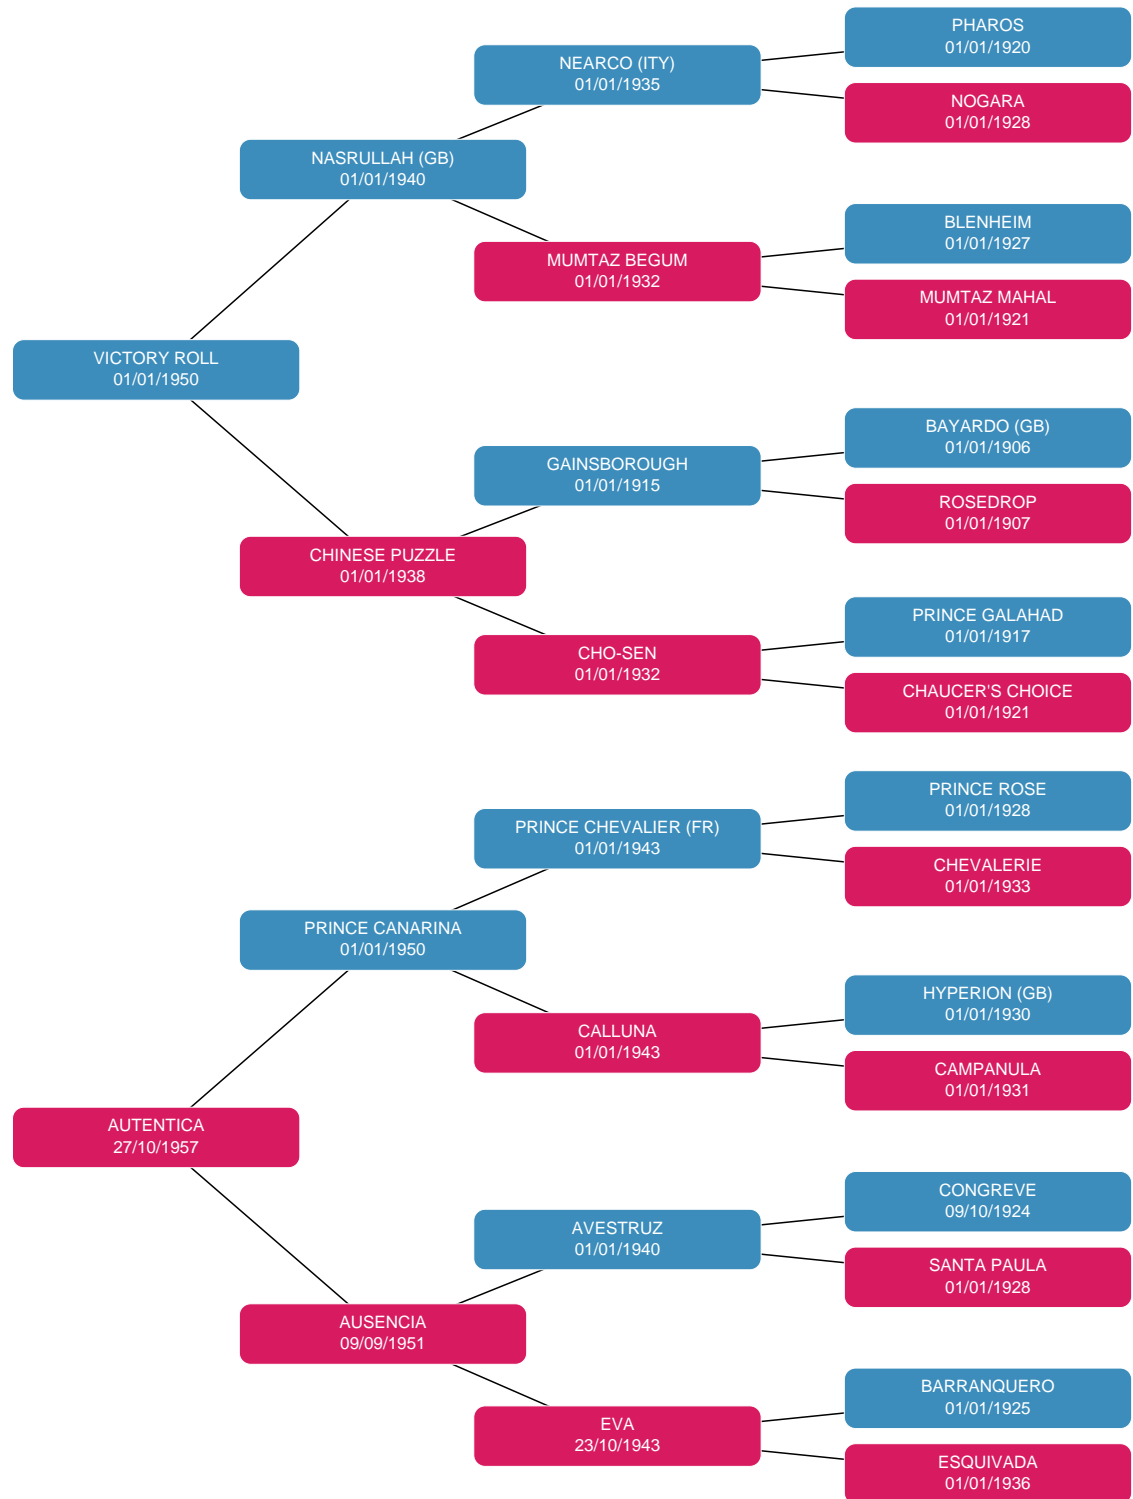 PHAROS
01/01/1920
NEARCO (ITY)
01/01/1935
NOGARA
01/01/1928
NASRULLAH (GB)
01/01/1940
BLENHEIM
01/01/1927
MUMTAZ BEGUM
01/01/1932
MUMTAZ MAHAL
01/01/1921
VICTORY ROLL
01/01/1950
BAYARDO (GB)
01/01/1906
GAINSBOROUGH
01/01/1915
ROSEDROP
01/01/1907
CHINESE PUZZLE
01/01/1938
PRINCE GALAHAD
01/01/1917
CHO-SEN
01/01/1932
CHAUCER'S CHOICE
01/01/1921
PRINCE ROSE
01/01/1928
PRINCE CHEVALIER (FR)
01/01/1943
CHEVALERIE
01/01/1933
PRINCE CANARINA
01/01/1950
HYPERION (GB)
01/01/1930
CALLUNA
01/01/1943
CAMPANULA
01/01/1931
AUTENTICA
27/10/1957
CONGREVE
09/10/1924
AVESTRUZ
01/01/1940
SANTA PAULA
01/01/1928
AUSENCIA
09/09/1951
BARRANQUERO
01/01/1925
EVA
23/10/1943
ESQUIVADA
01/01/1936